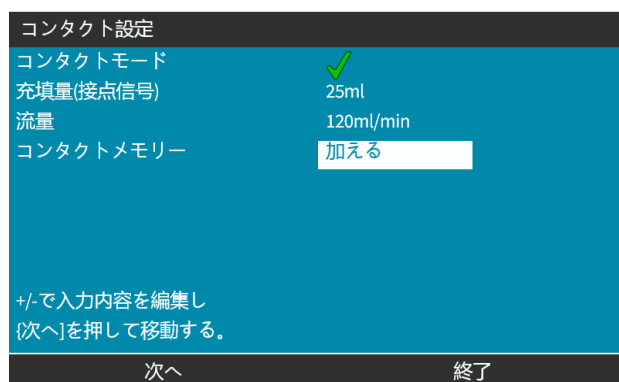 コンタクト設定
コンタクトモード
充填量(接点信号) 25ml
流量 120ml/min
コンタクトメモリー 加える
+/-で入力内容を編集し
{次へ]を押して移動する。
次へ 終了